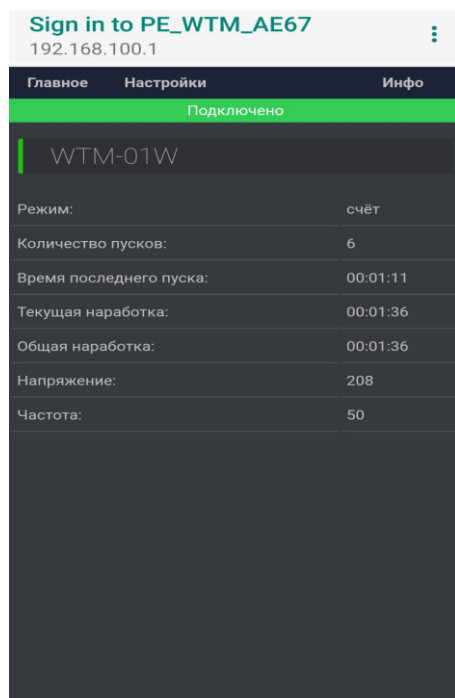 Sign in to PE_WTM_AE67
192.168.100.1
Главное Настройки Инфо
Подключено
WTM-01W
Режим: счёт
Количество пусков: 6
Время последнего пуска: 00:01:11
Текущая наработка: 00:01:36
Общая наработка: 00:01:36
Напряжение: 208
Частота: 50